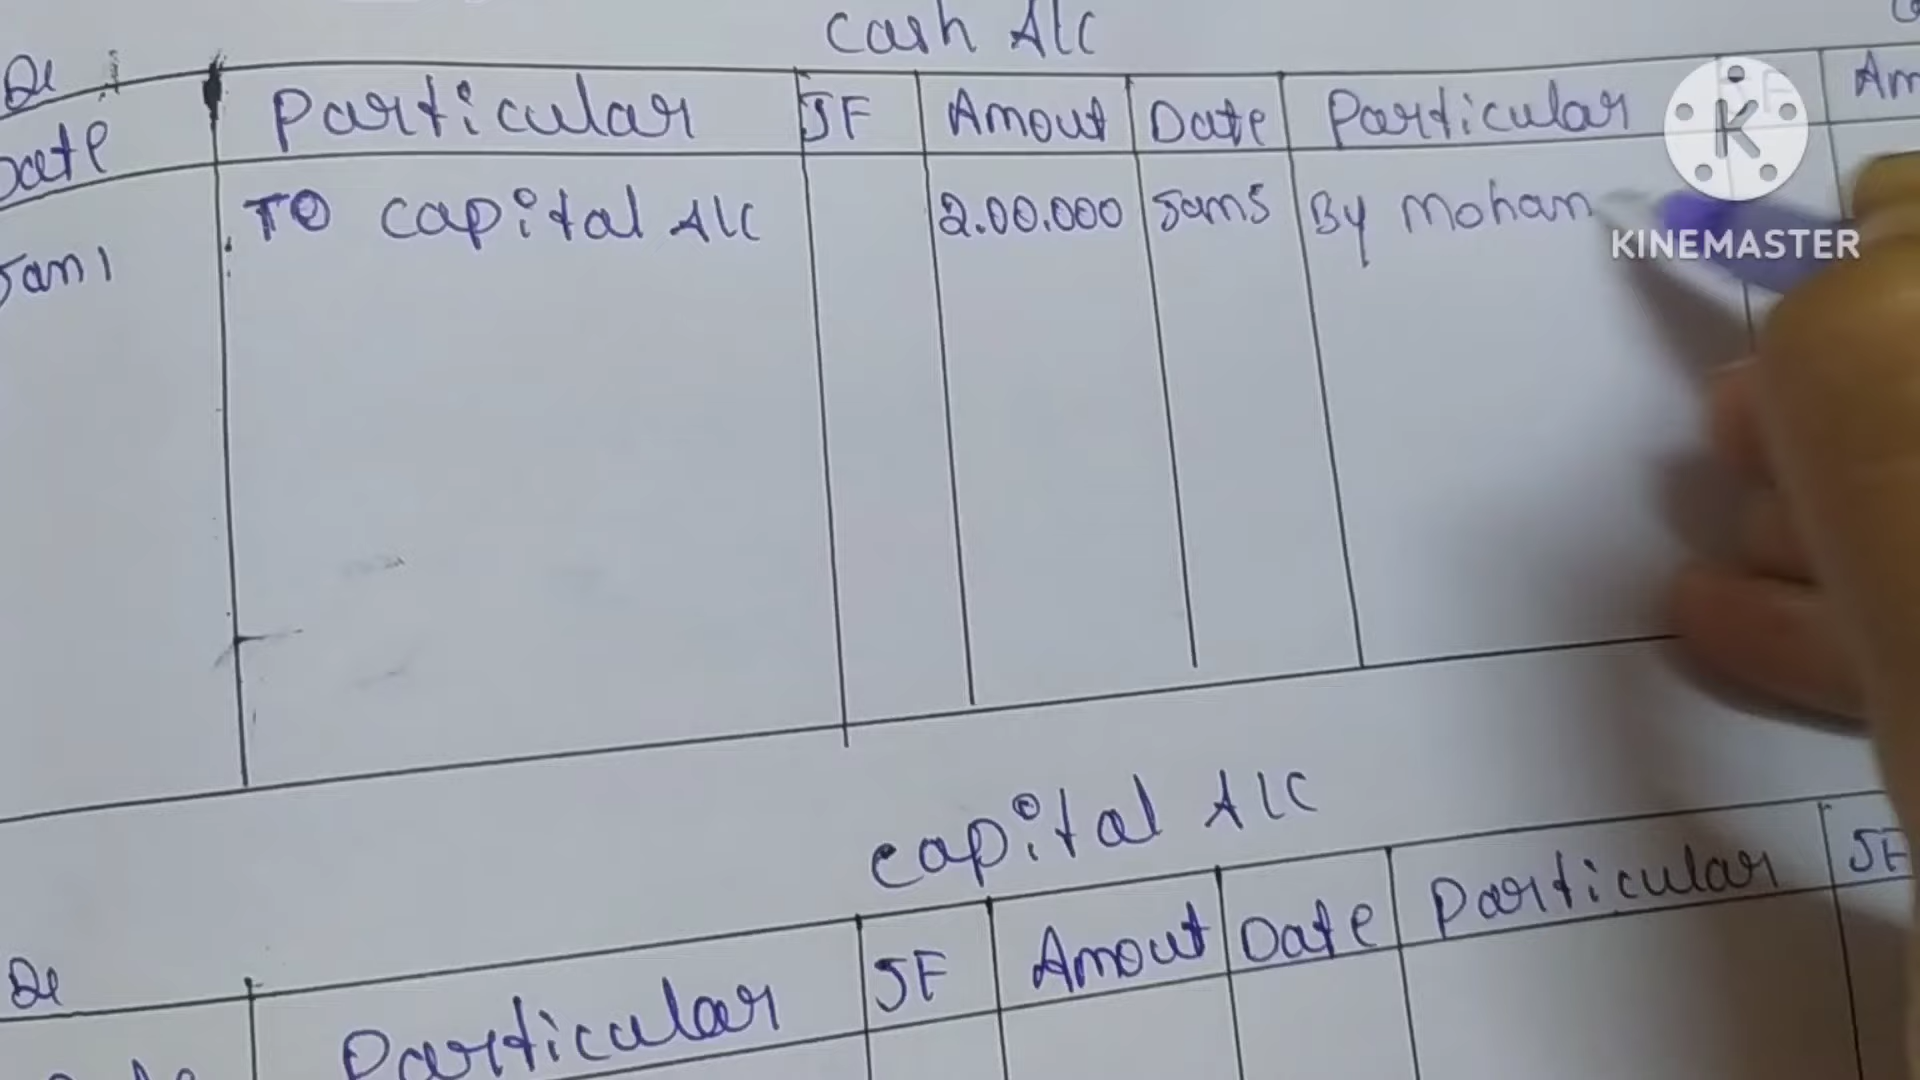 Cash A/C
Dr
Date Particular JF Amout Date Particular Am
Jan 1 To capital A/C 2.00.000 Jan 5 By Mohan
KINEMASTER
capital A/C
Dr
Particular JF Amout Date Particular JF